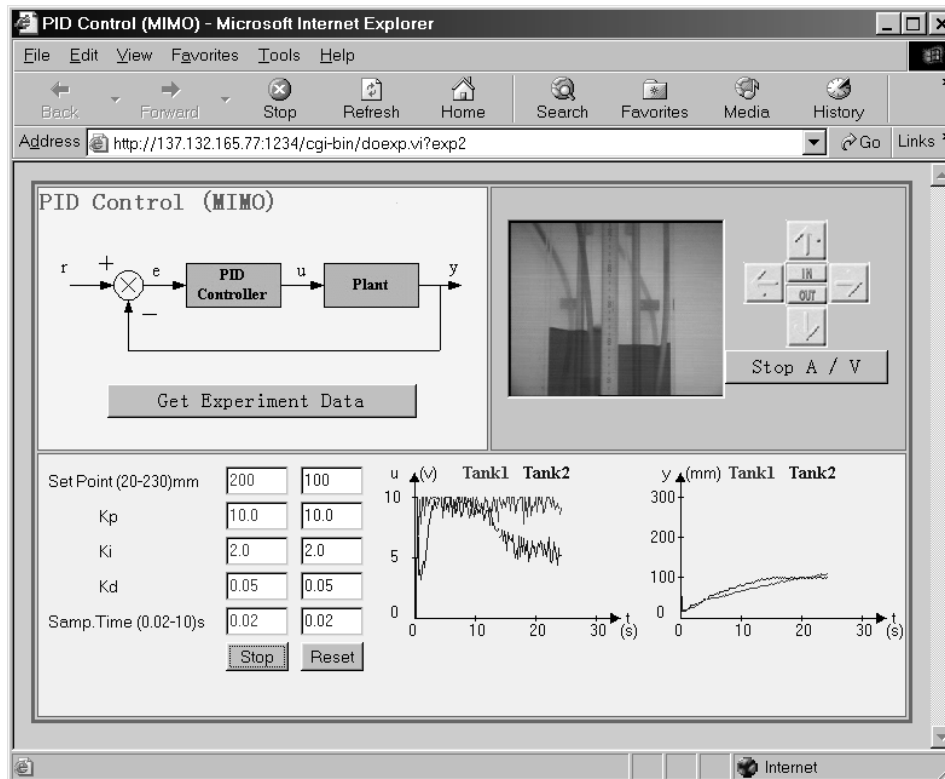 PID Control (MIMO) - Microsoft Internet Explorer
File Edit View Favorites Tools Help
Back Forward Stop Refresh Home Search Favorites Media History
Address http://137.132.165.77:1234/cgi-bin/doexp.vi?exp2 Go Links
PID Control (MIMO)
r + e PID Controller u Plant y
−
Get Experiment Data
IN
OUT
Stop A / V
Set Point (20-230)mm 200 100
Kp 10.0 10.0
Ki 2.0 2.0
Kd 0.05 0.05
Samp.Time (0.02-10)s 0.02 0.02
Stop Reset
u (v) Tank1 Tank2
10
5
0
0 10 20 30 t
(s)
y (mm) Tank1 Tank2
300
200
100
0
0 10 20 30 t
(s)
Internet